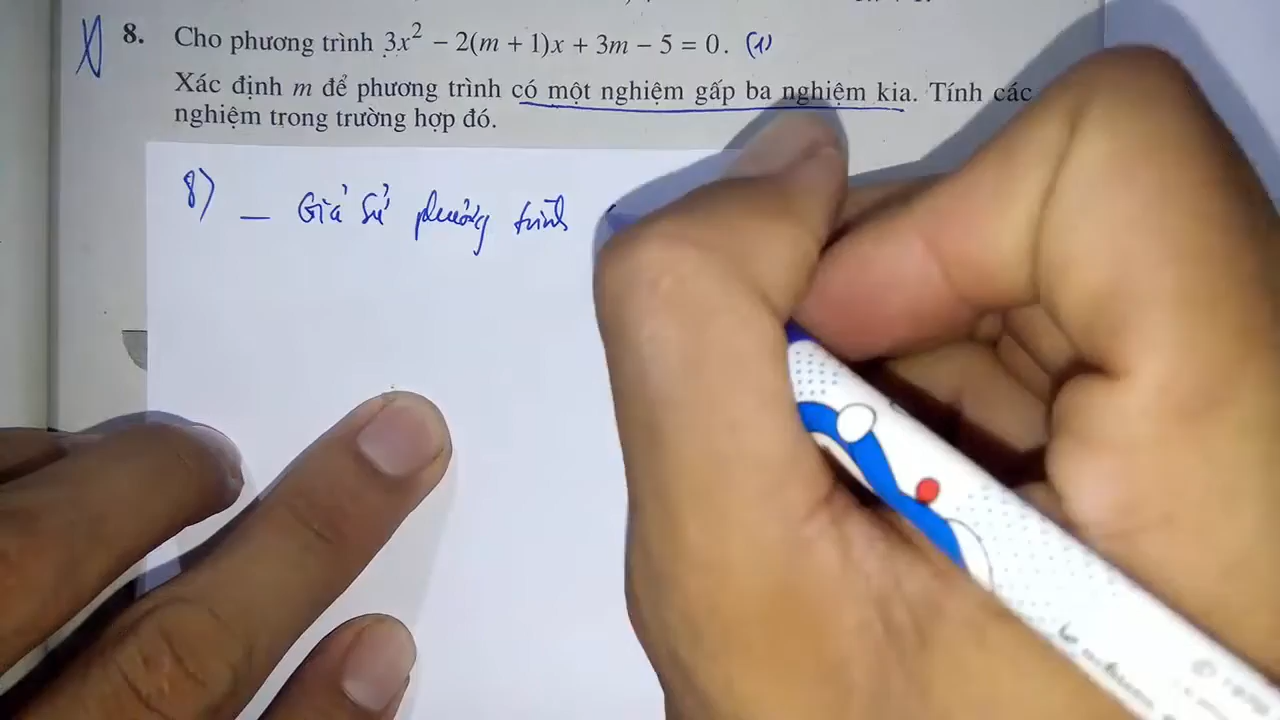 8. Cho phương trình 3x² − 2(m + 1)x + 3m − 5 = 0. (1)
Xác định m để phương trình có một nghiệm gấp ba nghiệm kia. Tính các
nghiệm trong trường hợp đó.
8) – Giả sử phương trình